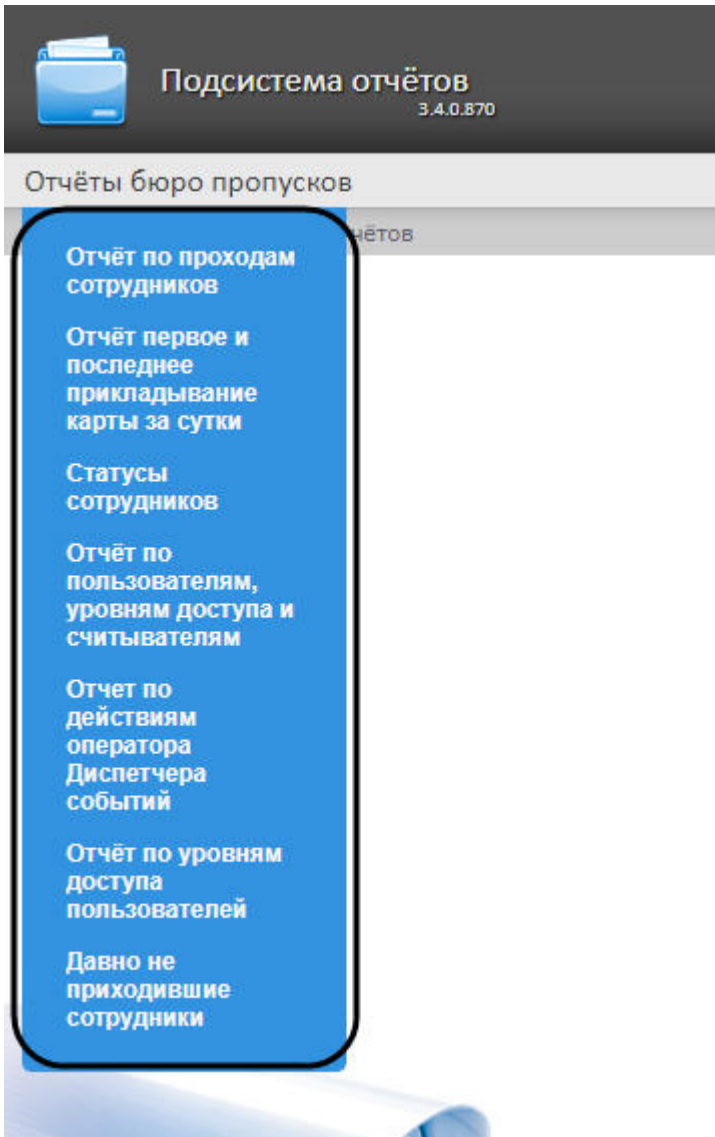 Подсистема отчётов
3.4.0.870
Отчёты бюро пропусков
чётов
Отчёт по проходам
сотрудников
Отчёт первое и
последнее
прикладывание
карты за сутки
Статусы
сотрудников
Отчёт по
пользователям,
уровням доступа и
считывателям
Отчет по
действиям
оператора
Диспетчера
событий
Отчёт по уровням
доступа
пользователей
Давно не
приходившие
сотрудники